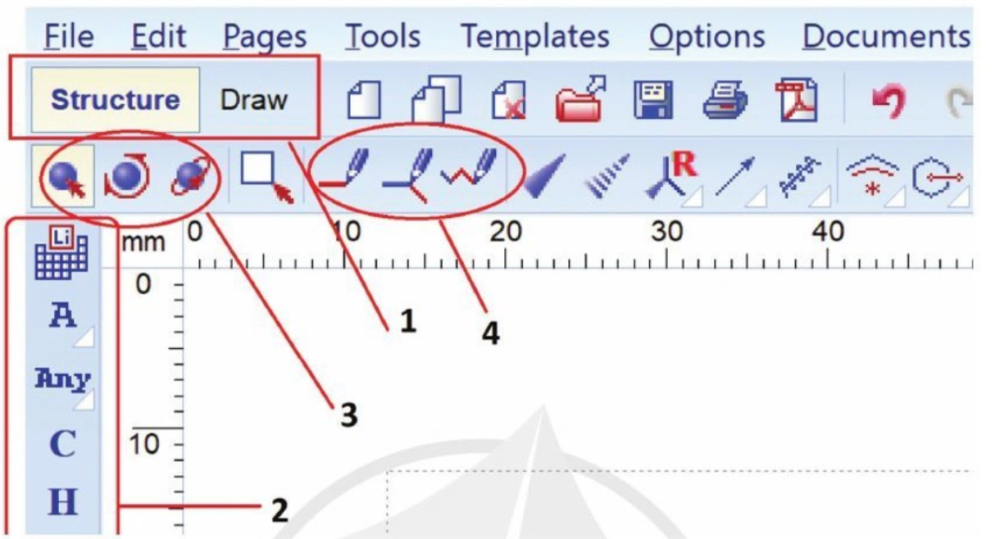 File Edit Pages Tools Templates Options Documents
Structure Draw
R
Li
mm 0 10 20 30 40
0
A
1
4
Any
3
10
C
H
2